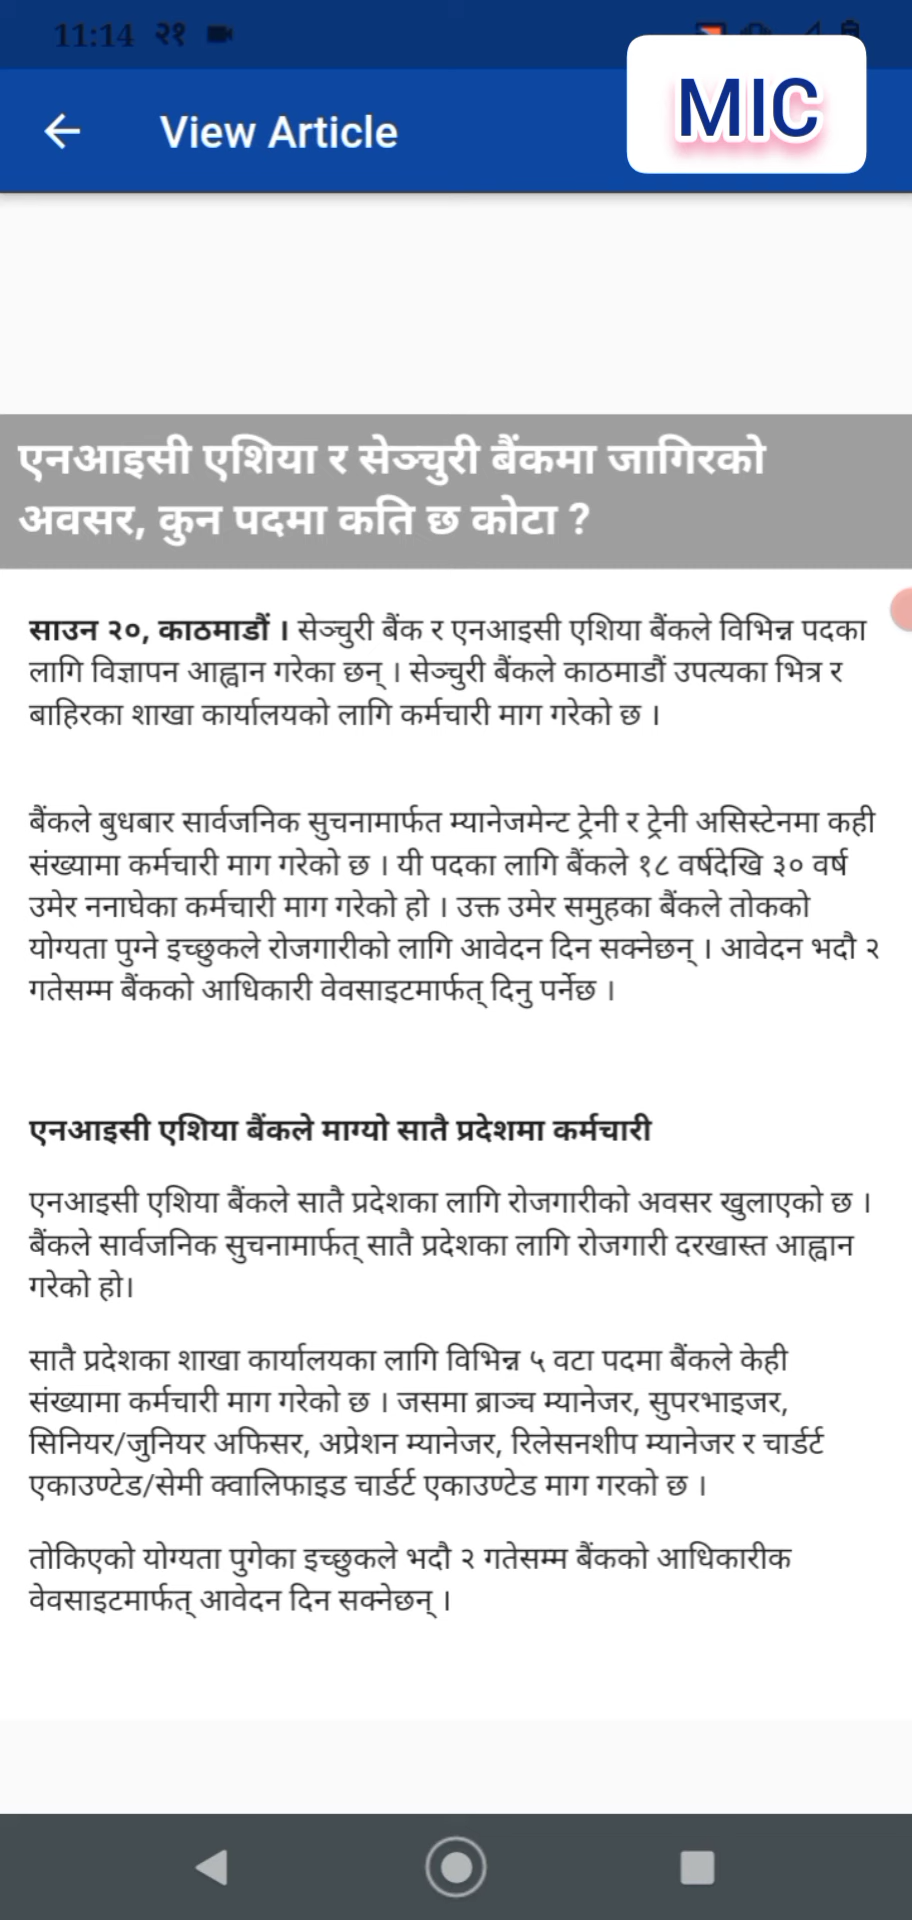 11:14 २१
View Article
MIC
एनआइसी एशिया र सेञ्चुरी बैंकमा जागिरको
अवसर, कुन पदमा कति छ कोटा ?
साउन २०, काठमाडौं । सेञ्चुरी बैंक र एनआइसी एशिया बैंकले विभिन्न पदका
लागि विज्ञापन आह्वान गरेका छन् । सेञ्चुरी बैंकले काठमाडौं उपत्यका भित्र र
बाहिरका शाखा कार्यालयको लागि कर्मचारी माग गरेको छ ।
बैंकले बुधबार सार्वजनिक सुचनामार्फत म्यानेजमेन्ट ट्रेनी र ट्रेनी असिस्टेनमा कही
संख्यामा कर्मचारी माग गरेको छ । यी पदका लागि बैंकले १८ वर्षदेखि ३० वर्ष
उमेर ननाघेका कर्मचारी माग गरेको हो । उक्त उमेर समुहका बैंकले तोकको
योग्यता पुग्ने इच्छुकले रोजगारीको लागि आवेदन दिन सक्नेछन् । आवेदन भदौ २
गतेसम्म बैंकको आधिकारी वेवसाइटमार्फत् दिनु पर्नेछ ।
एनआइसी एशिया बैंकले माग्यो सातै प्रदेशमा कर्मचारी
एनआइसी एशिया बैंकले सातै प्रदेशका लागि रोजगारीको अवसर खुलाएको छ ।
बैंकले सार्वजनिक सुचनामार्फत् सातै प्रदेशका लागि रोजगारी दरखास्त आह्वान
गरेको हो।
सातै प्रदेशका शाखा कार्यालयका लागि विभिन्न ५ वटा पदमा बैंकले केही
संख्यामा कर्मचारी माग गरेको छ । जसमा ब्राञ्च म्यानेजर, सुपरभाइजर,
सिनियर/जुनियर अफिसर, अप्रेशन म्यानेजर, रिलेसनशीप म्यानेजर र चार्डर्ट
एकाउण्टेड/सेमी क्वालिफाइड चार्डर्ट एकाउण्टेड माग गरको छ ।
तोकिएको योग्यता पुगेका इच्छुकले भदौ २ गतेसम्म बैंकको आधिकारीक
वेवसाइटमार्फत् आवेदन दिन सक्नेछन् ।